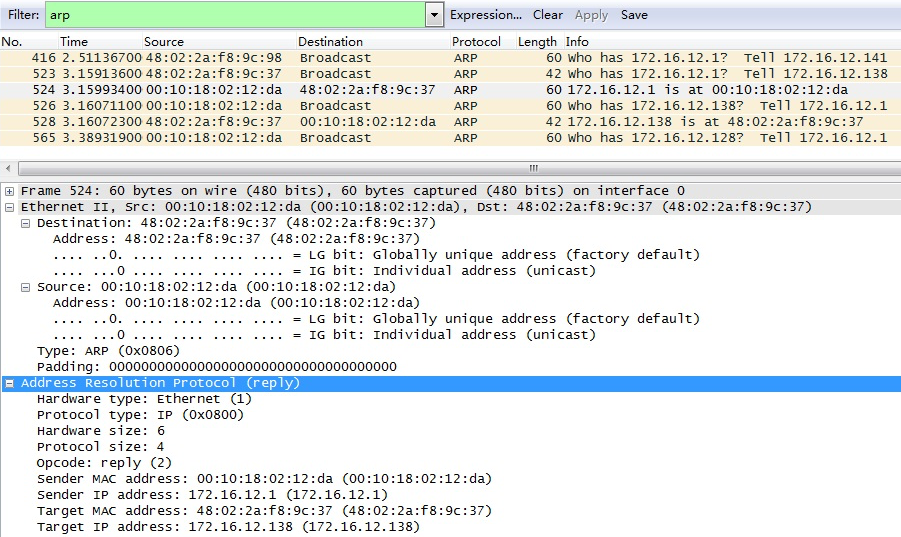 Filter: arp Expression... Clear Apply Save
No. Time Source Destination Protocol Length Info
416 2.51136700 48:02:2a:f8:9c:98 Broadcast ARP 60 Who has 172.16.12.1? Tell 172.16.12.141
523 3.15913600 48:02:2a:f8:9c:37 Broadcast ARP 42 Who has 172.16.12.1? Tell 172.16.12.138
524 3.15993400 00:10:18:02:12:da 48:02:2a:f8:9c:37 ARP 60 172.16.12.1 is at 00:10:18:02:12:da
526 3.16071100 00:10:18:02:12:da Broadcast ARP 60 Who has 172.16.12.138? Tell 172.16.12.1
528 3.16072300 48:02:2a:f8:9c:37 00:10:18:02:12:da ARP 42 172.16.12.138 is at 48:02:2a:f8:9c:37
565 3.38931900 00:10:18:02:12:da Broadcast ARP 60 Who has 172.16.12.128? Tell 172.16.12.1
Frame 524: 60 bytes on wire (480 bits), 60 bytes captured (480 bits) on interface 0
Ethernet II, Src: 00:10:18:02:12:da (00:10:18:02:12:da), Dst: 48:02:2a:f8:9c:37 (48:02:2a:f8:9c:37)
Destination: 48:02:2a:f8:9c:37 (48:02:2a:f8:9c:37)
Address: 48:02:2a:f8:9c:37 (48:02:2a:f8:9c:37)
.... ..0. .... .... .... .... = LG bit: Globally unique address (factory default)
.... ...0 .... .... .... .... = IG bit: Individual address (unicast)
Source: 00:10:18:02:12:da (00:10:18:02:12:da)
Address: 00:10:18:02:12:da (00:10:18:02:12:da)
.... ..0. .... .... .... .... = LG bit: Globally unique address (factory default)
.... ...0 .... .... .... .... = IG bit: Individual address (unicast)
Type: ARP (0x0806)
Padding: 000000000000000000000000000000000000
Address Resolution Protocol (reply)
Hardware type: Ethernet (1)
Protocol type: IP (0x0800)
Hardware size: 6
Protocol size: 4
Opcode: reply (2)
Sender MAC address: 00:10:18:02:12:da (00:10:18:02:12:da)
Sender IP address: 172.16.12.1 (172.16.12.1)
Target MAC address: 48:02:2a:f8:9c:37 (48:02:2a:f8:9c:37)
Target IP address: 172.16.12.138 (172.16.12.138)